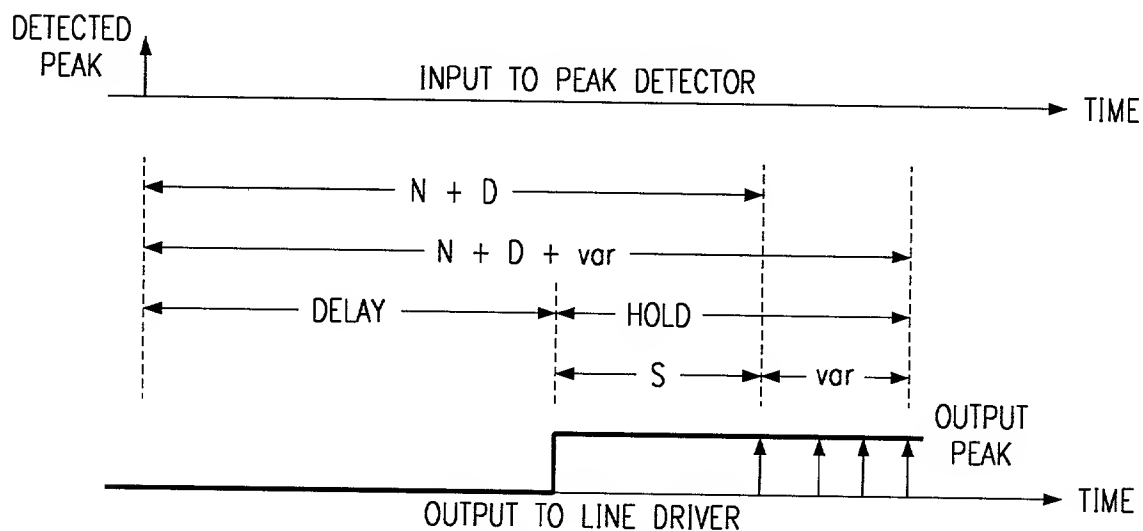 DETECTED
PEAK
INPUT TO PEAK DETECTOR
TIME
N + D
N + D + var
DELAY
HOLD
S
var
OUTPUT
PEAK
TIME
OUTPUT TO LINE DRIVER